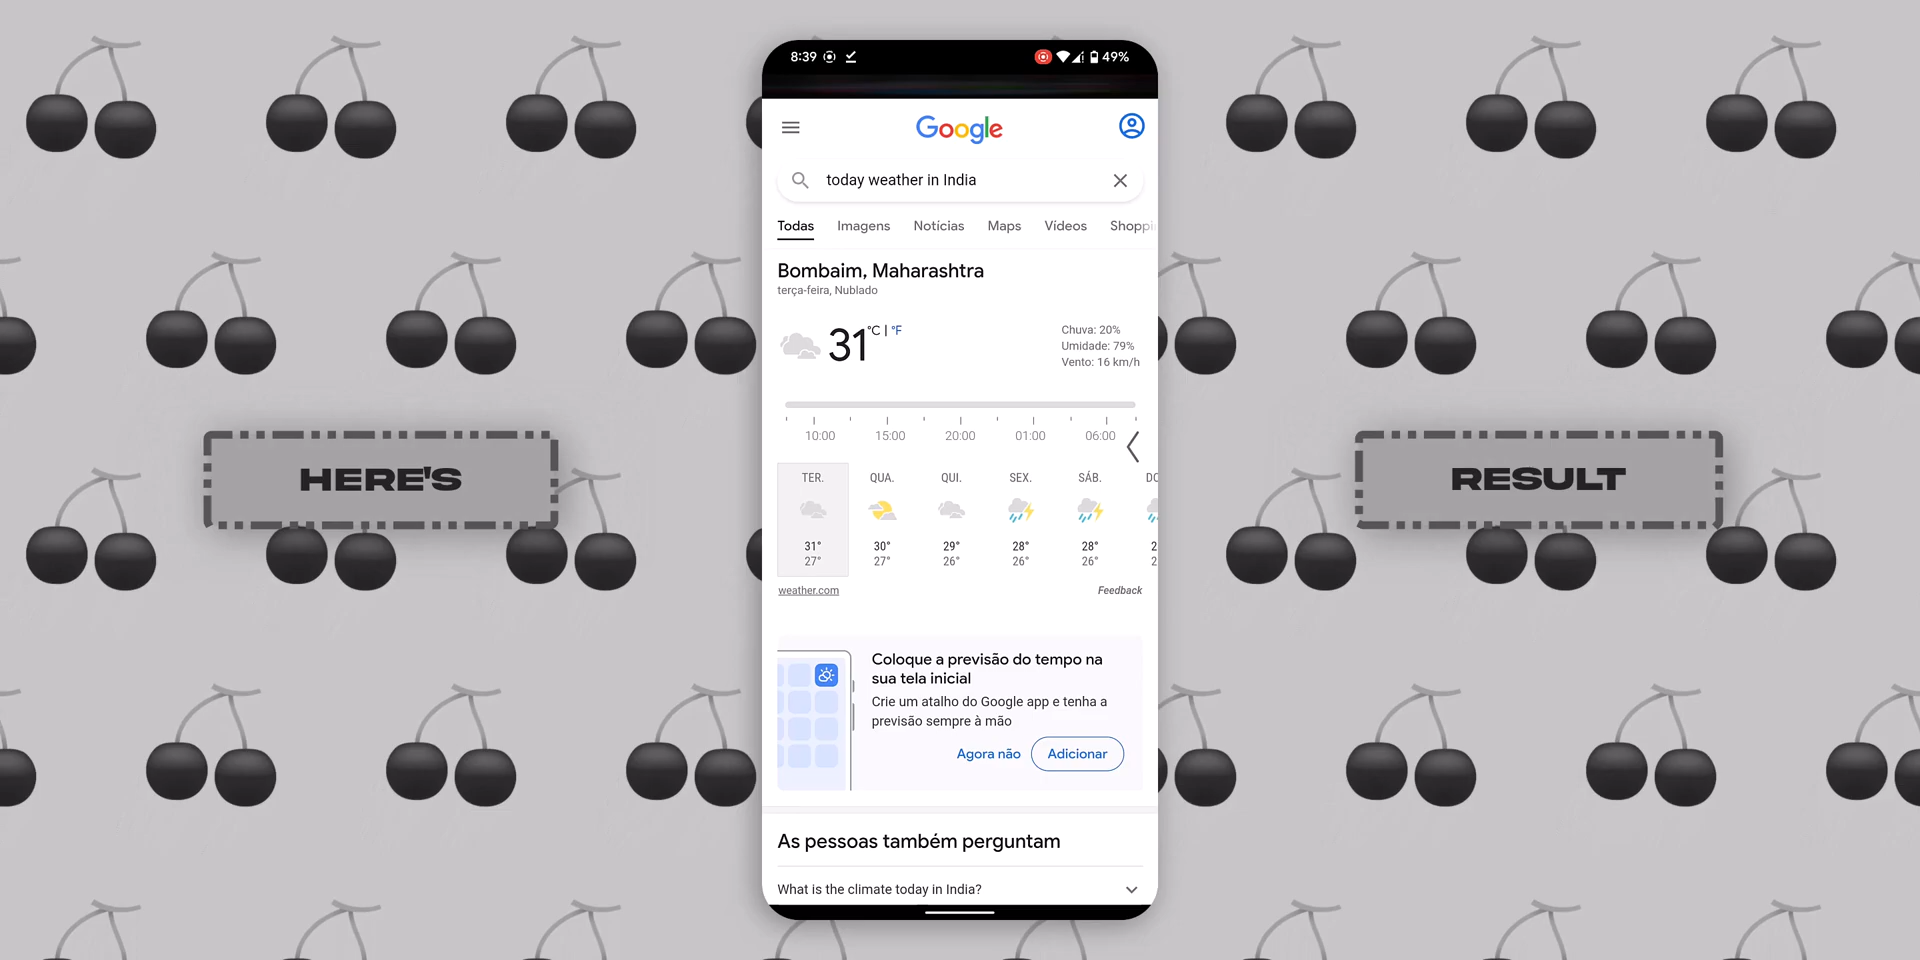 8:39
49%
Google
today weather in India
Todas Imagens Notícias Maps Vídeos Shoppi
Bombaim, Maharashtra
terça-feira, Nublado
31 °C | °F
Chuva: 20%
Umidade: 79%
Vento: 16 km/h
10:00 15:00 20:00 01:00 06:00
HERE'S
RESULT
TER. QUA. QUI. SEX. SÁB. DO
31° 30° 29° 28° 28° 2
27° 27° 26° 26° 26° 2
weather.com Feedback
Coloque a previsão do tempo na
sua tela inicial
Crie um atalho do Google app e tenha a
previsão sempre à mão
Agora não Adicionar
As pessoas também perguntam
What is the climate today in India?